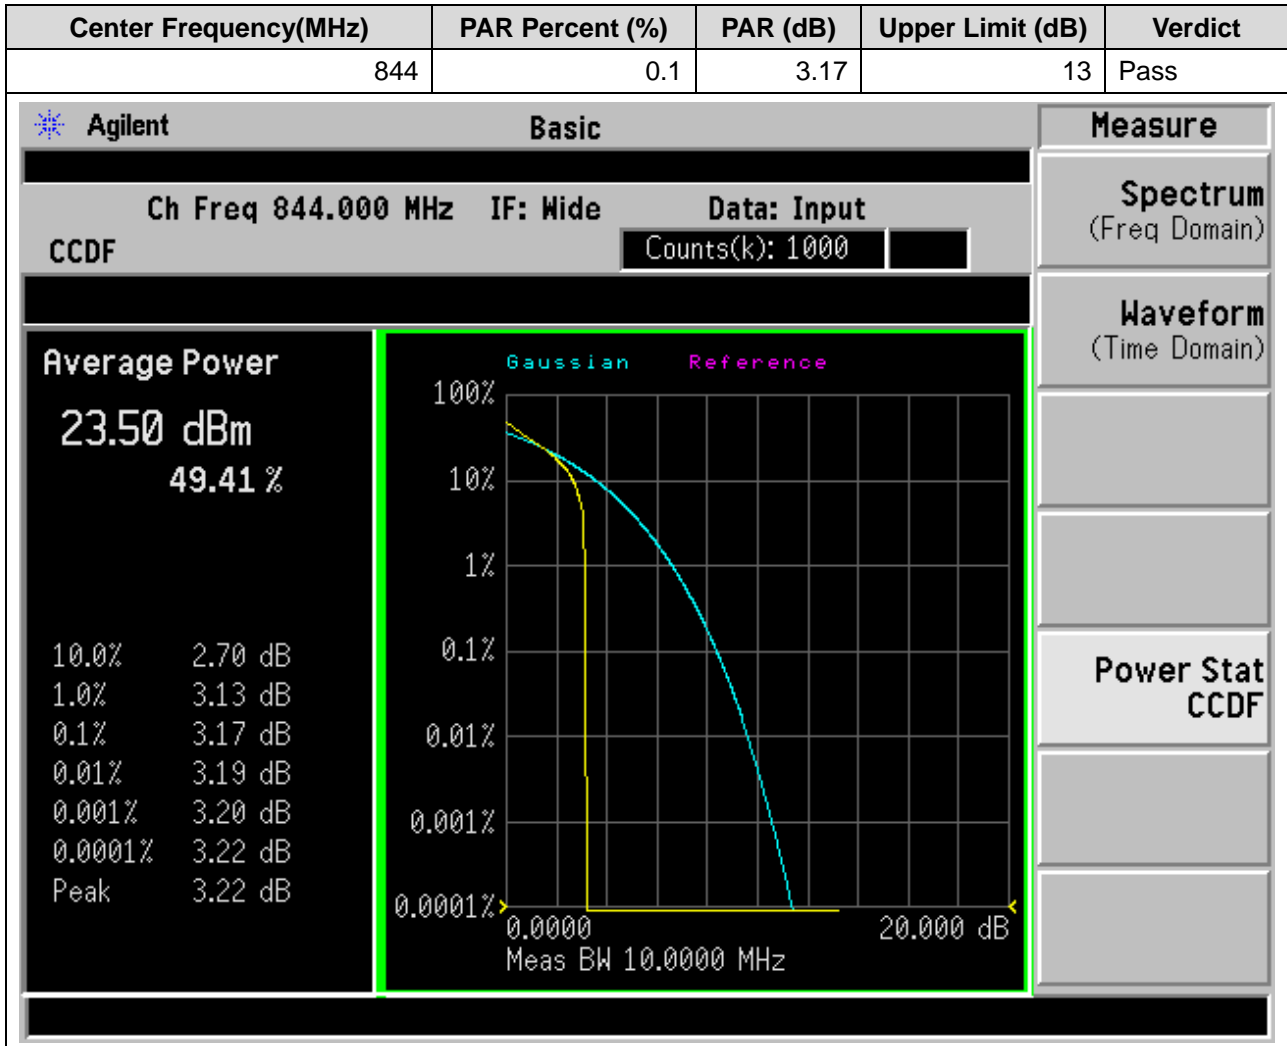 Center Frequency(MHz) PAR Percent (%) PAR (dB) Upper Limit (dB) Verdict
844 0.1 3.17 13 Pass
Agilent Basic Measure
Ch Freq 844.000 MHz IF: Wide Data: Input
CCDF Counts(k): 1000
Spectrum
(Freq Domain)
Waveform
(Time Domain)
Power Stat
CCDF
Average Power
23.50 dBm
49.41 %
10.0% 2.70 dB
1.0% 3.13 dB
0.1% 3.17 dB
0.01% 3.19 dB
0.001% 3.20 dB
0.0001% 3.22 dB
Peak 3.22 dB
Gaussian Reference
100%
10%
1%
0.1%
0.01%
0.001%
0.0001%
0.0000 20.000 dB
Meas BW 10.0000 MHz